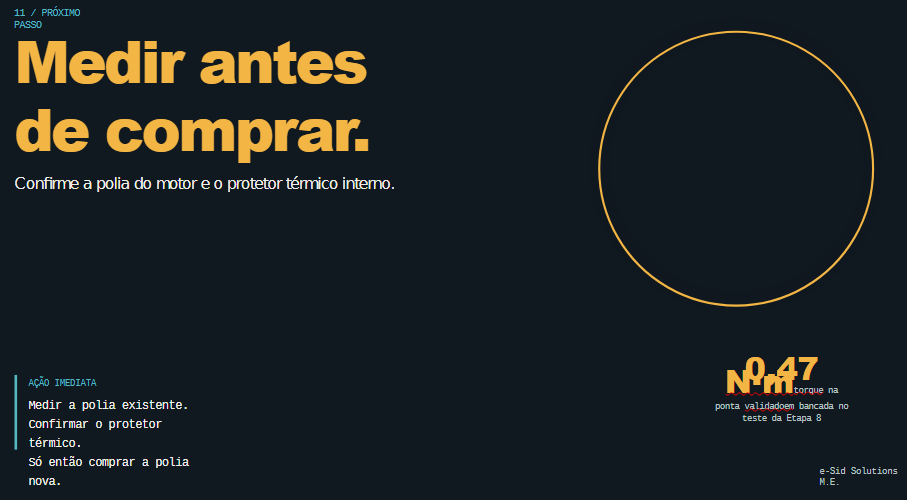 11 / PRÓXIMO
PASSO
Medir antes
de comprar.
Confirme a polia do motor e o protetor térmico interno.
AÇÃO IMEDIATA
Medir a polia existente.
Confirmar o protetor
térmico.
Só então comprar a polia
nova.
0,47
N·m torque na
ponta validadoem bancada no
teste da Etapa 8
e-Sid Solutions
M.E.